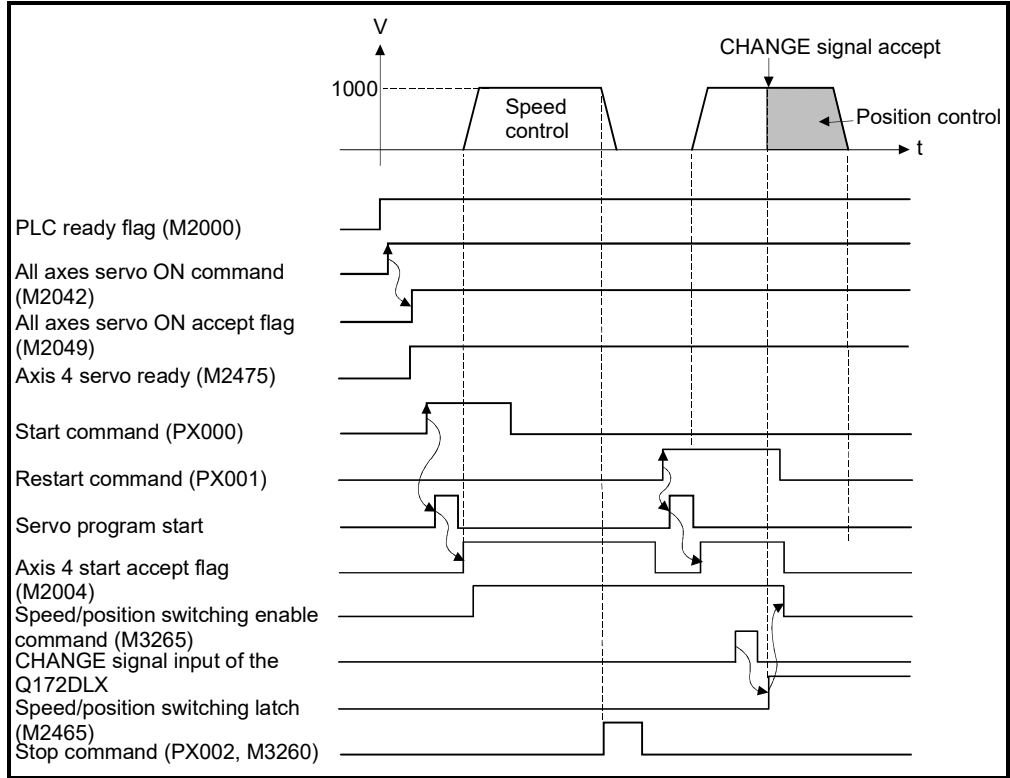 V
CHANGE signal accept
1000
Speed
control
Position control
t
PLC ready flag (M2000)
All axes servo ON command
(M2042)
All axes servo ON accept flag
(M2049)
Axis 4 servo ready (M2475)
Start command (PX000)
Restart command (PX001)
Servo program start
Axis 4 start accept flag
(M2004)
Speed/position switching enable
command (M3265)
CHANGE signal input of the
Q172DLX
Speed/position switching latch
(M2465)
Stop command (PX002, M3260)